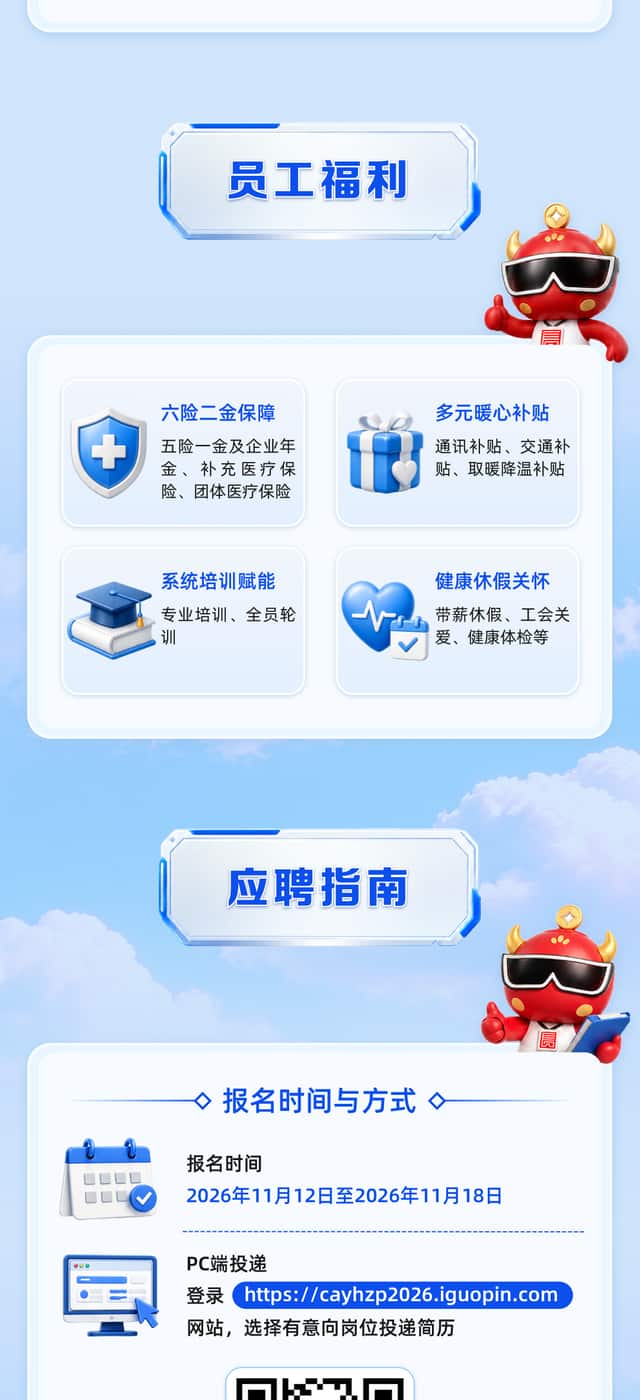 员工福利
六险二金保障
五险一金及企业年
金、补充医疗保
险、团体医疗保险
多元暖心补贴
通讯补贴、交通补
贴、取暖降温补贴
系统培训赋能
专业培训、全员轮
训
健康休假关怀
带薪休假、工会关
爱、健康体检等
应聘指南
报名时间与方式
报名时间
2026年11月12日至2026年11月18日
PC端投递
登录 https://cayhzp2026.iguopin.com
网站，选择有意向岗位投递简历